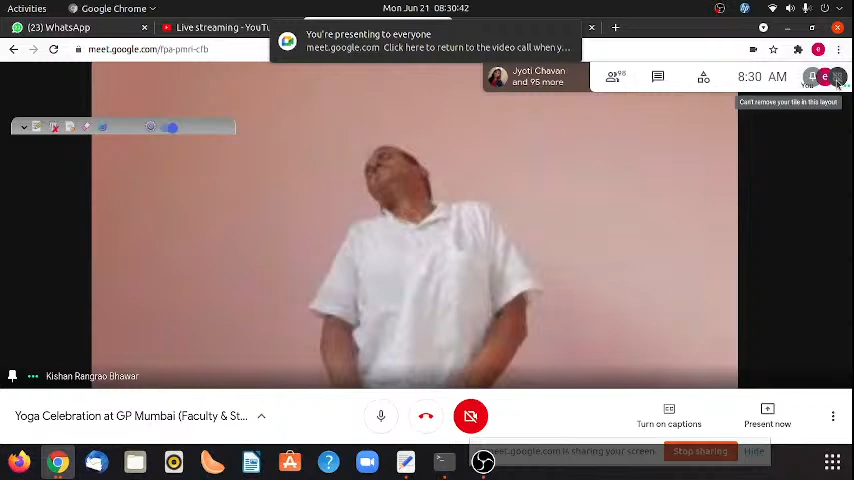 Activities
Google Chrome
Mon Jun 21 08:30:42
(23) WhatsApp
Live streaming - YouTu
You're presenting to everyone
meet.google.com Click here to return to the video call when y...
meet.google.com/fpa-pmri-cfb
Jyoti Chavan
and 95 more
98
8:30 AM
e
You
Can't remove your tile in this layout
Kishan Rangrao Bhawar
Yoga Celebration at GP Mumbai (Faculty & St...
Turn on captions
Present now
meet.google.com is sharing your screen
Stop sharing
Hide